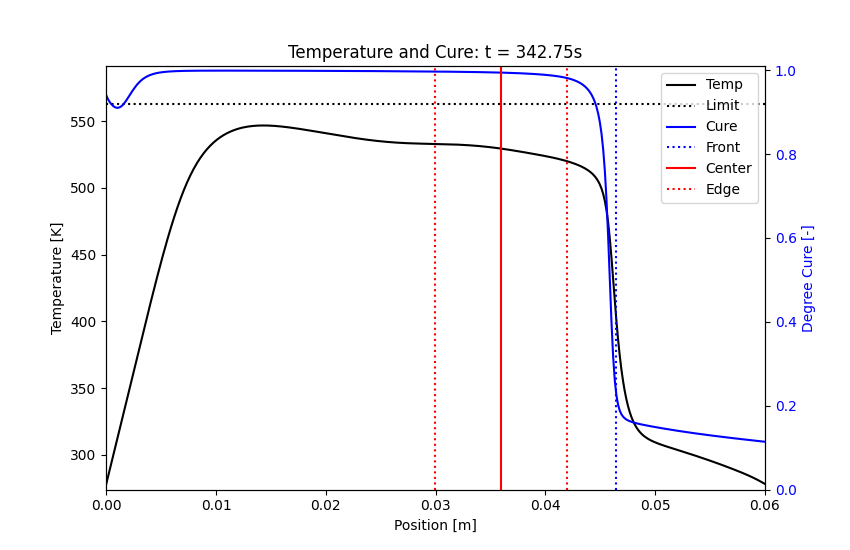 Temperature and Cure: t = 342.75s
Temp
Limit
Cure
Front
Center
Edge
Temperature [K]
550
500
450
400
350
300
Degree Cure [-]
1.0
0.8
0.6
0.4
0.2
0.0
0.00 0.01 0.02 0.03 0.04 0.05 0.06
Position [m]